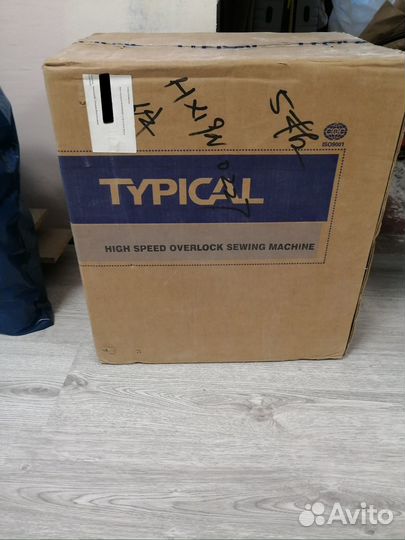 ISO9001
TYPICAL
HIGH SPEED OVERLOCK SEWING MACHINE
Avito